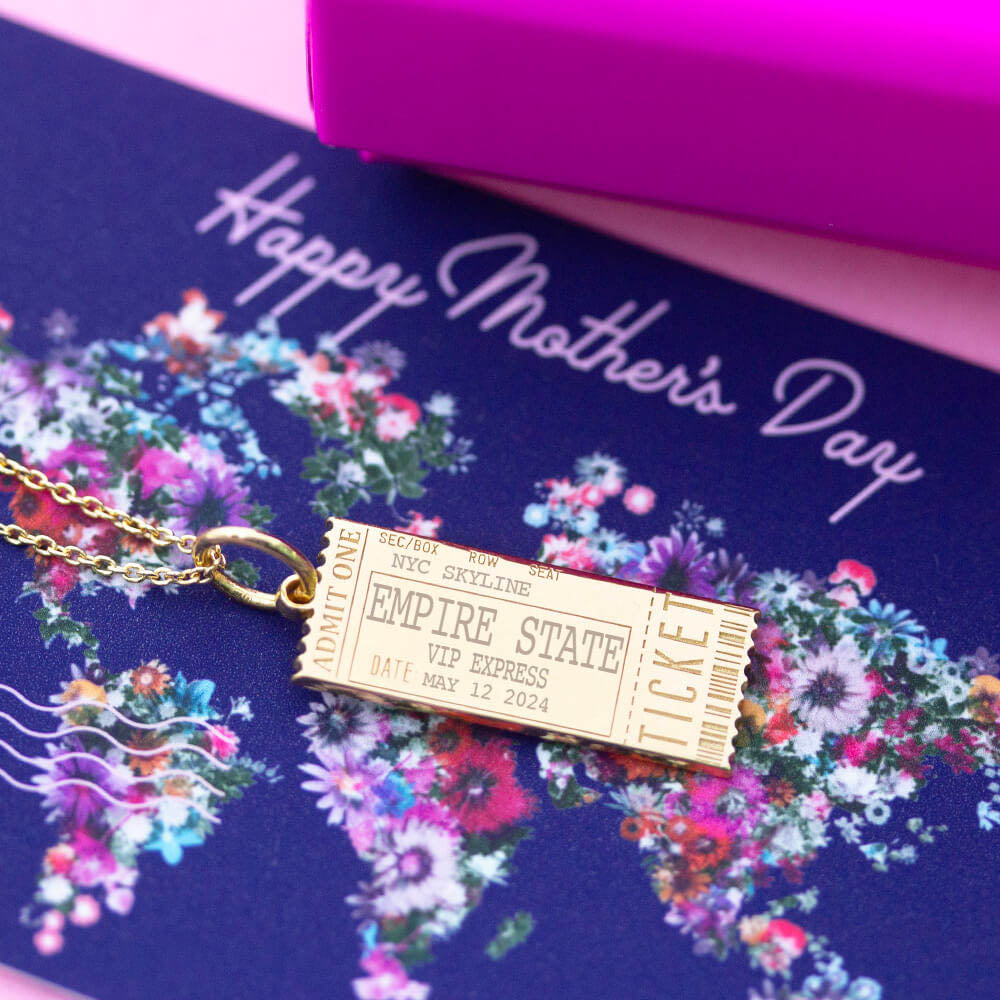 Happy Mother's Day
ADMIT ONE
SEC/BOX ROW SEAT
NYC SKYLINE
EMPIRE STATE
VIP EXPRESS
DATE: MAY 12 2024
TICKET